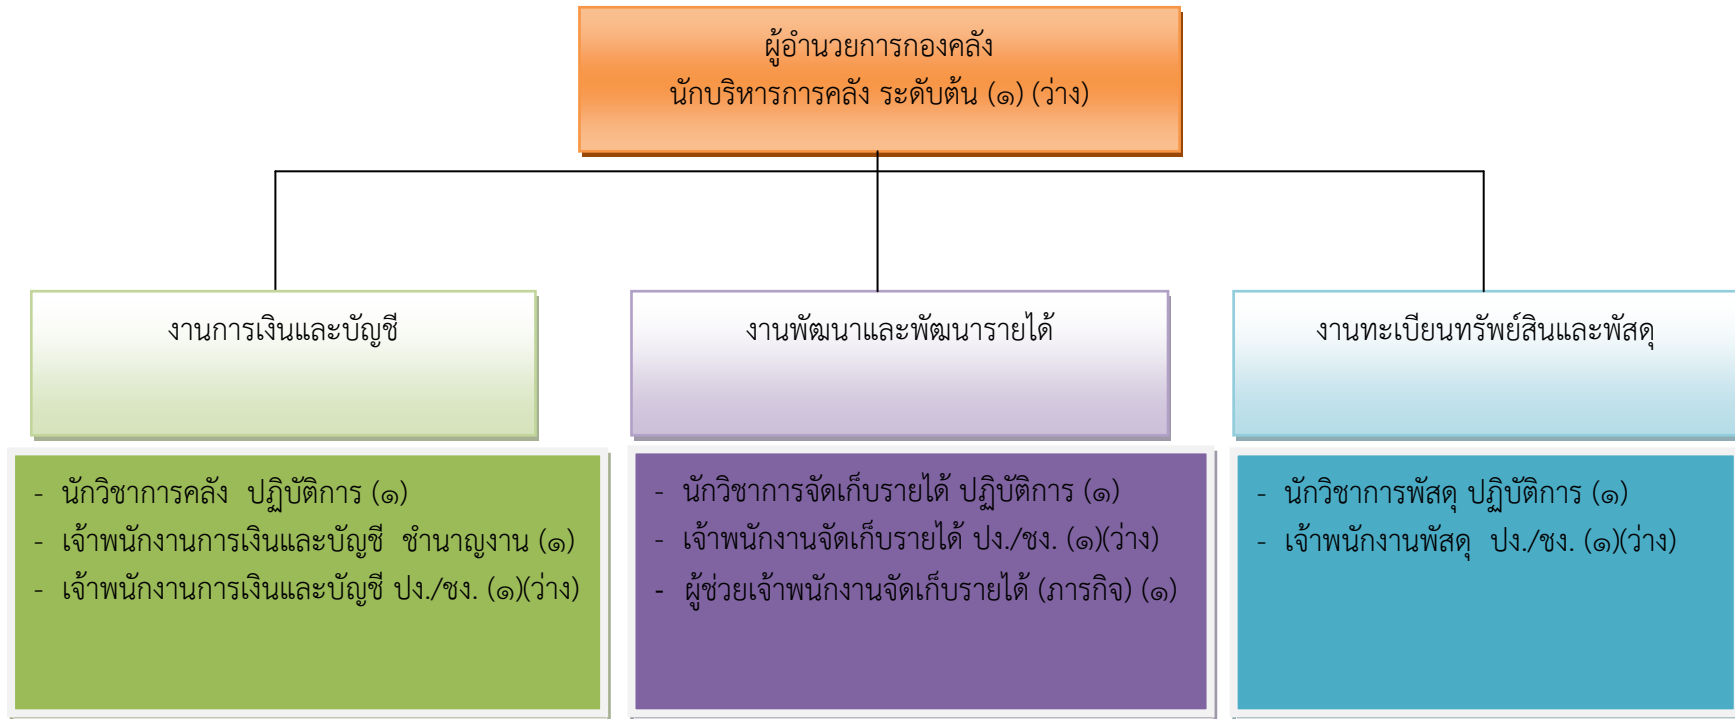 ผู้อำนวยการกองคลัง
นักบริหารการคลัง ระดับต้น (๑) (ว่าง)
งานการเงินและบัญชี
- นักวิชาการคลัง ปฏิบัติการ (๑)
- เจ้าพนักงานการเงินและบัญชี ชำนาญงาน (๑)
- เจ้าพนักงานการเงินและบัญชี ปง./ชง. (๑)(ว่าง)
งานพัฒนาและพัฒนารายได้
- นักวิชาการจัดเก็บรายได้ ปฏิบัติการ (๑)
- เจ้าพนักงานจัดเก็บรายได้ ปง./ชง. (๑)(ว่าง)
- ผู้ช่วยเจ้าพนักงานจัดเก็บรายได้ (ภารกิจ) (๑)
งานทะเบียนทรัพย์สินและพัสดุ
- นักวิชาการพัสดุ ปฏิบัติการ (๑)
- เจ้าพนักงานพัสดุ ปง./ชง. (๑)(ว่าง)